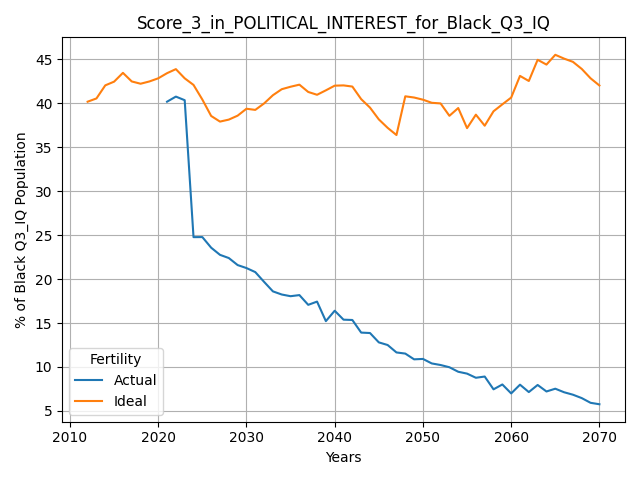 Score_3_in_POLITICAL_INTEREST_for_Black_Q3_IQ
% of Black Q3_IQ Population
45
40
35
30
25
20
15
10
5
Fertility
Actual
Ideal
2010 2020 2030 2040 2050 2060 2070
Years